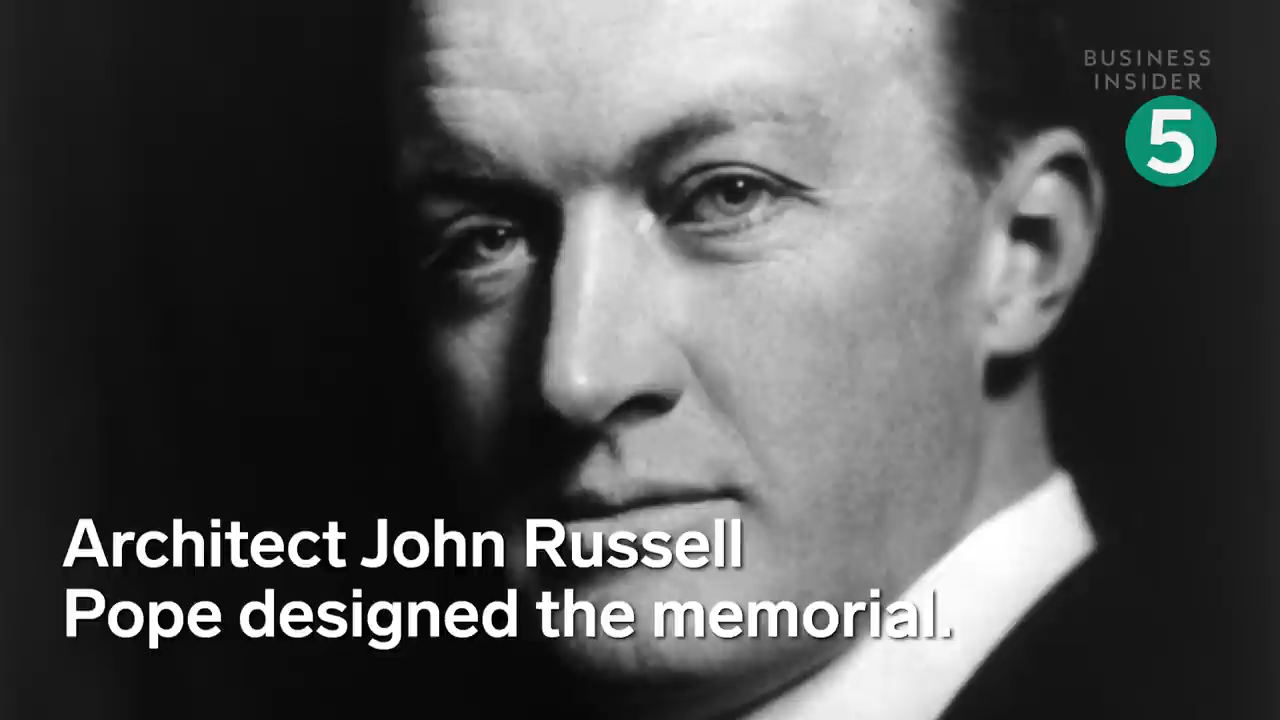 BUSINESS
INSIDER
5
Architect John Russell
Pope designed the memorial.